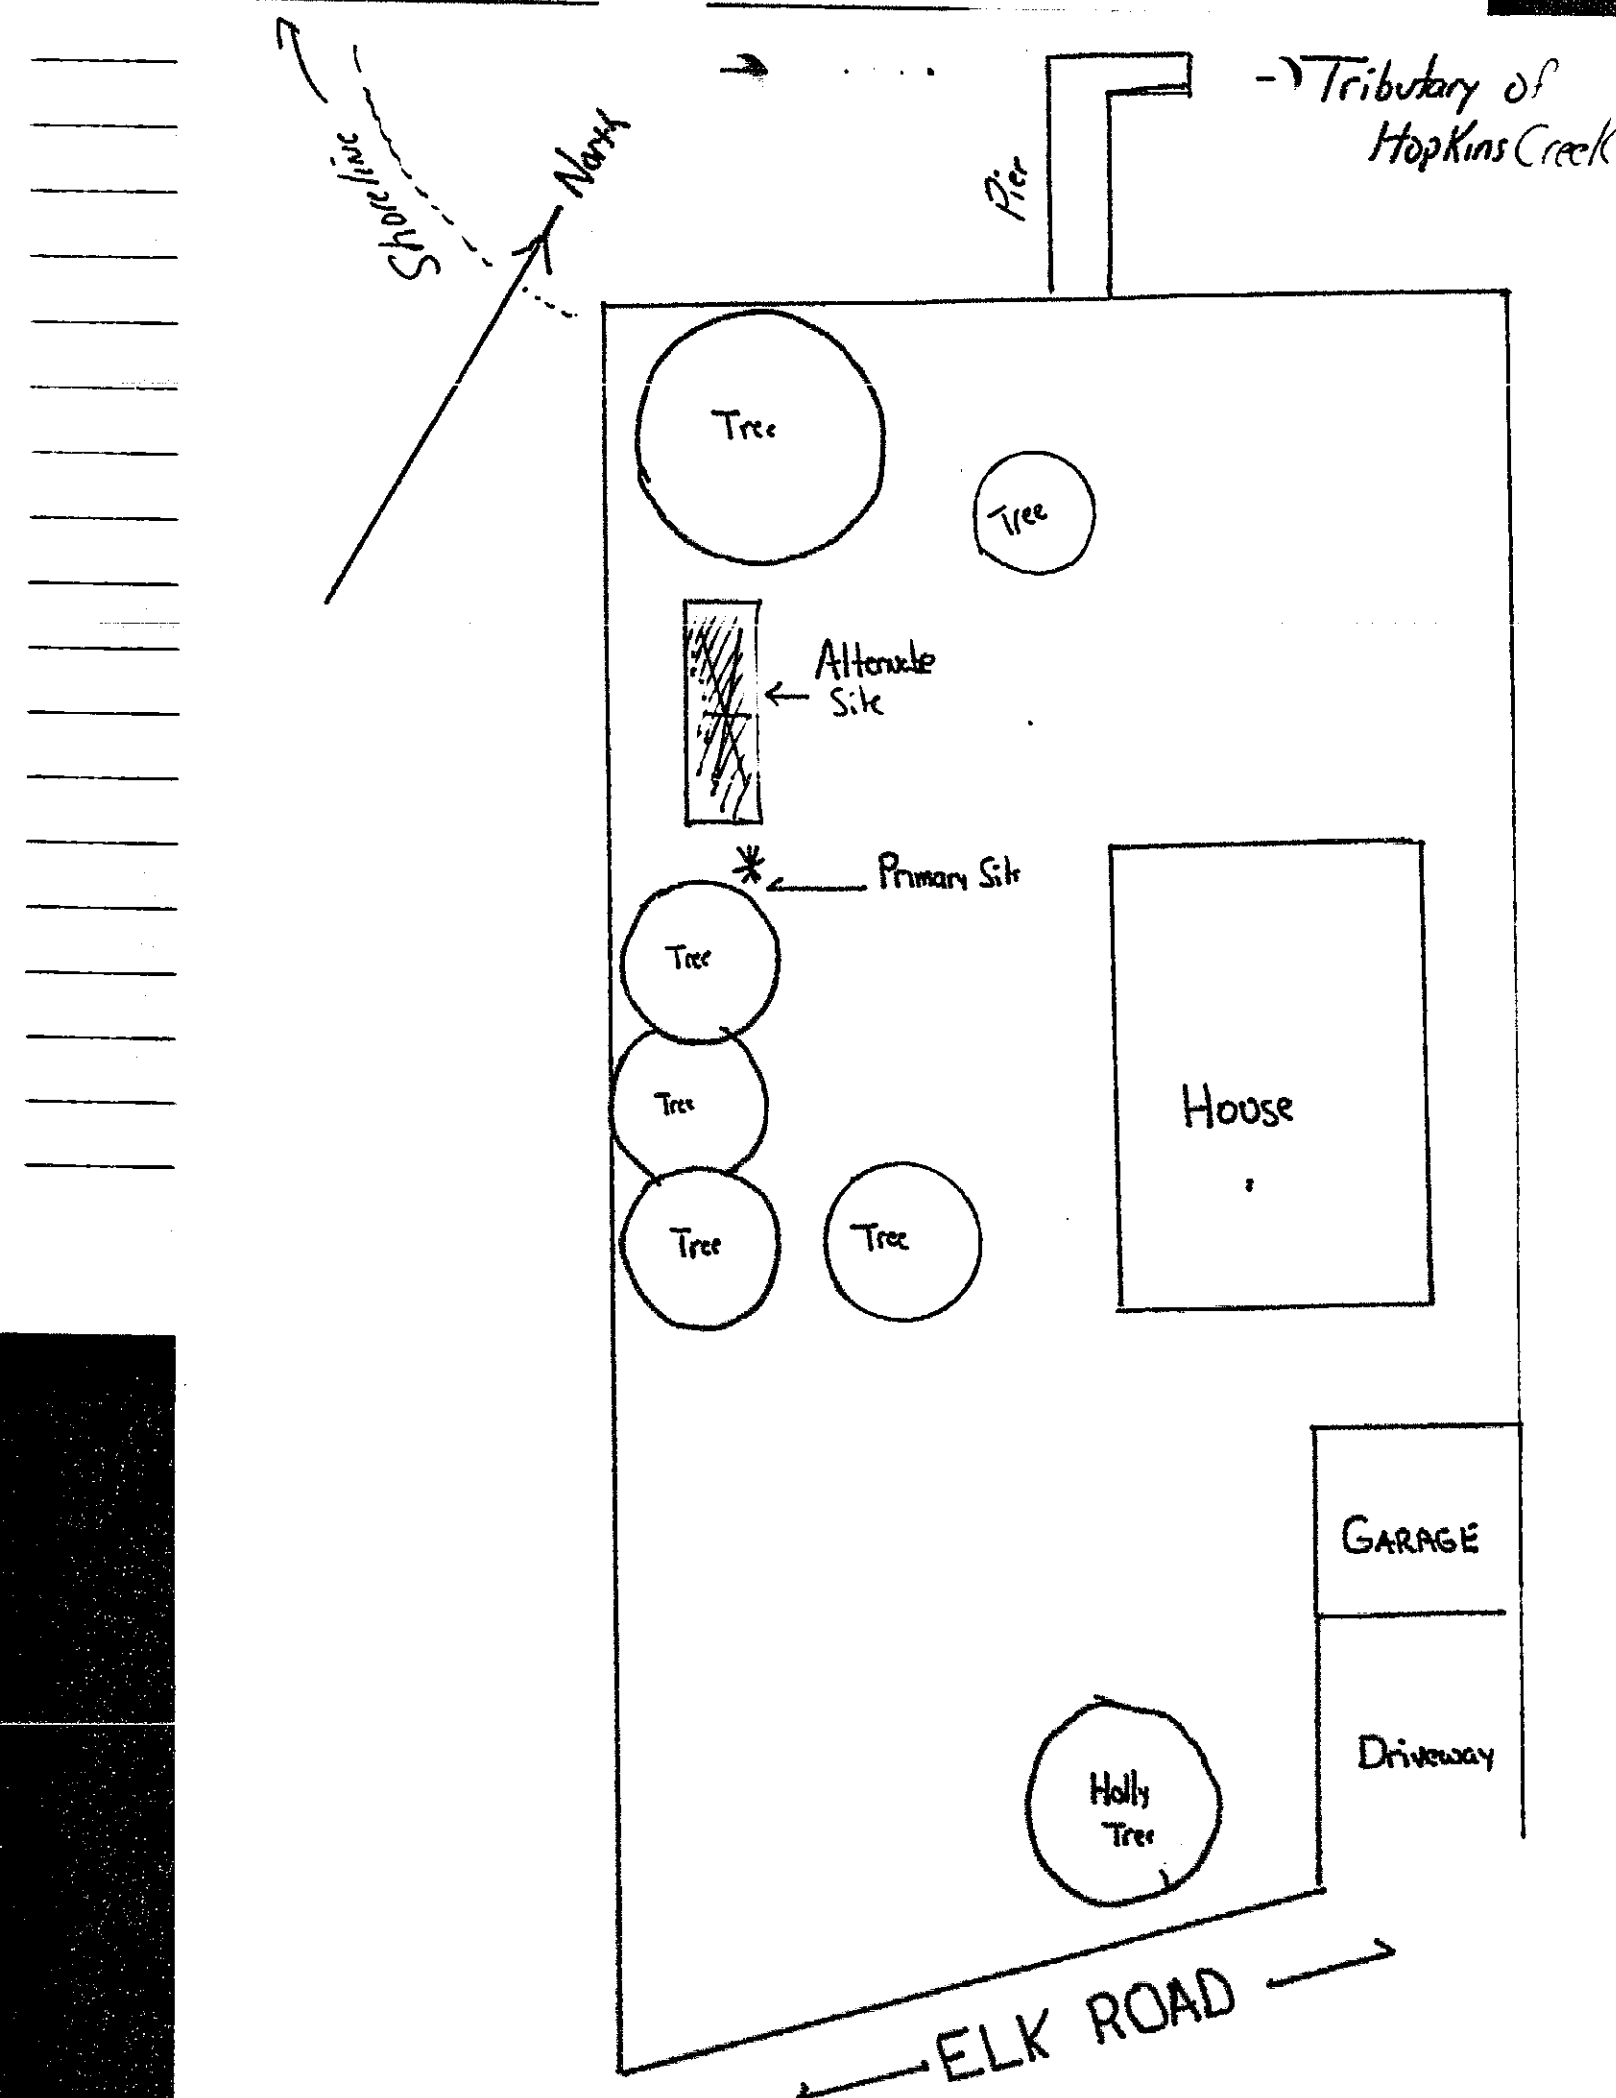 Tributary of
Hopkins Creek
North
Shoreline
Pier
Tree
Tree
Alternate
Site
Primary Site
Tree
Tree
House
Tree
Tree
GARAGE
Driveway
Holly
Tree
ELK ROAD